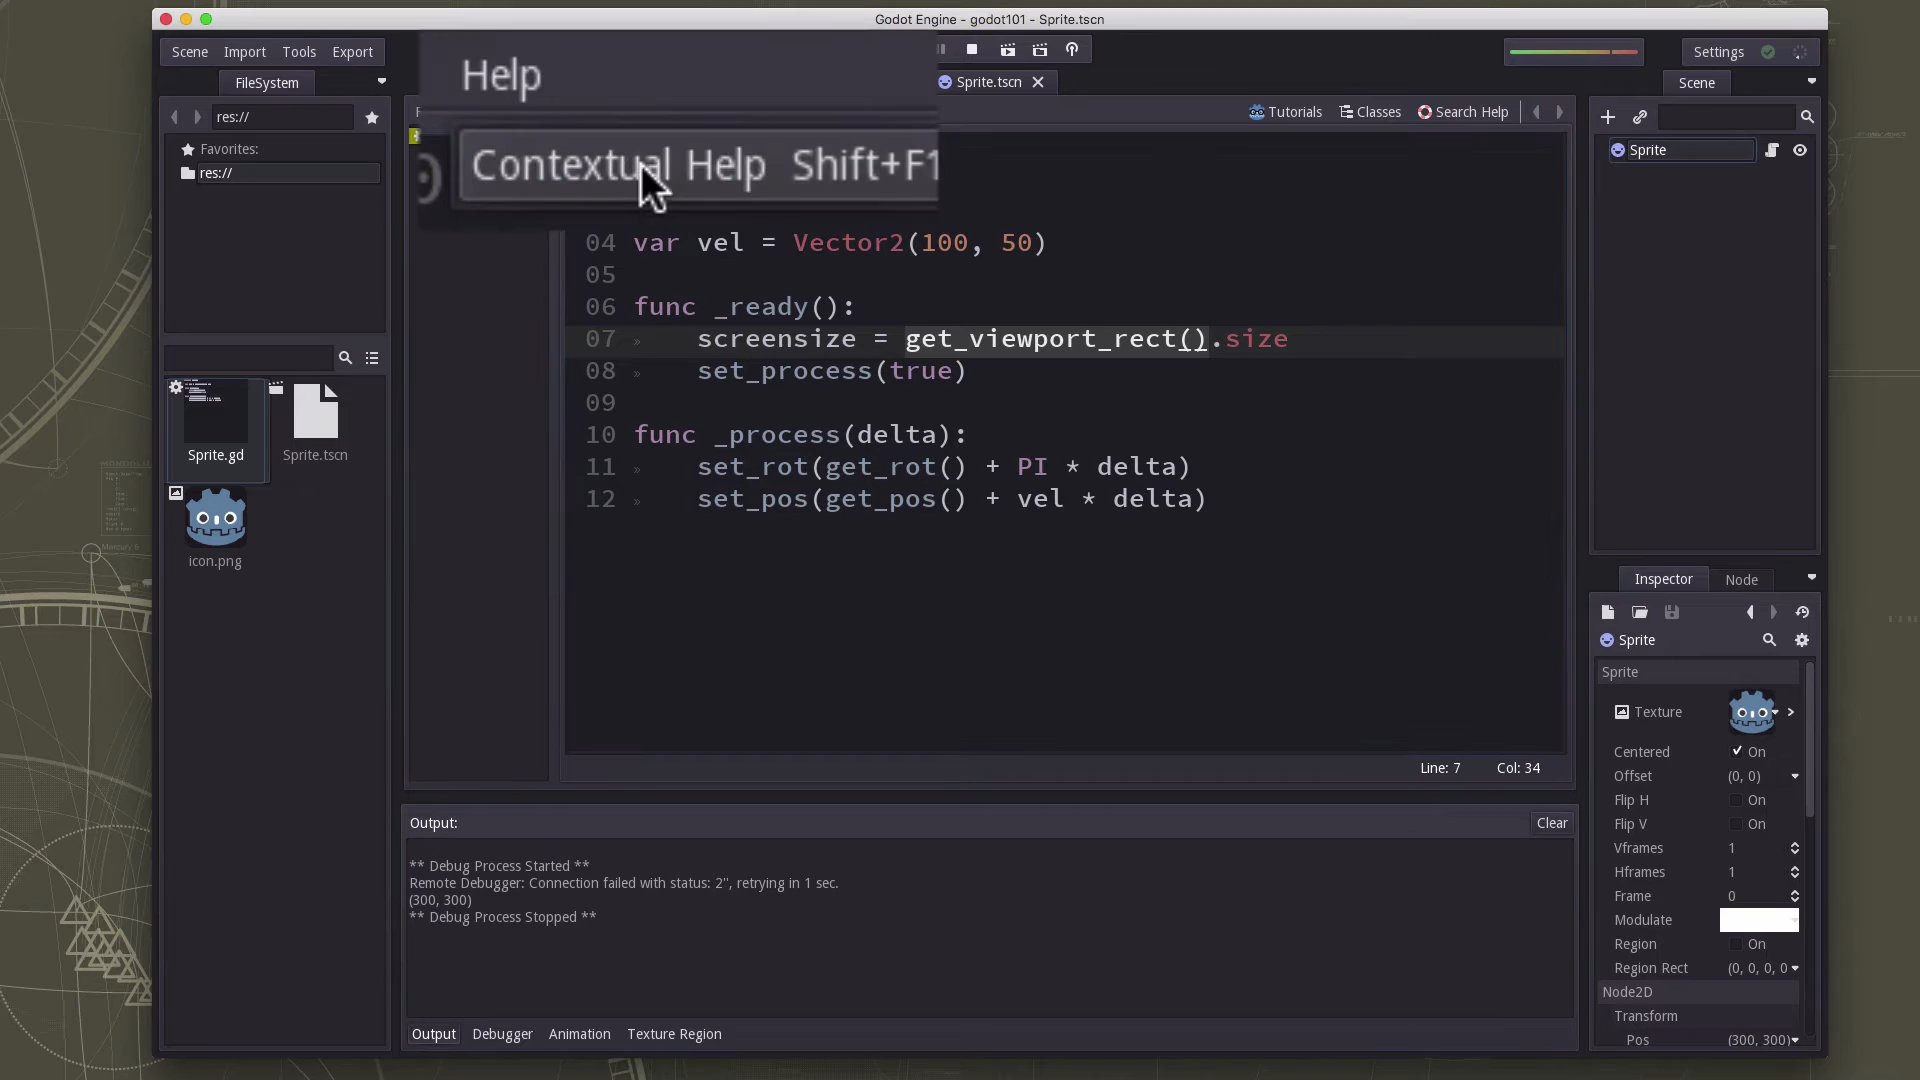 Godot Engine - godot101 - Sprite.tscn
Scene Import Tools Export
Help
Settings
FileSystem
Sprite.tscn
Scene
res://
Contextual Help Shift+F1
Tutorials Classes Search Help
Favorites:
res://
Sprite
04 var vel = Vector2(100, 50)
05
06 func _ready():
07 » screensize = get_viewport_rect().size
08 » set_process(true)
09
10 func _process(delta):
11 » set_rot(get_rot() + PI * delta)
12 » set_pos(get_pos() + vel * delta)
Sprite.gd Sprite.tscn
icon.png
Line: 7 Col: 34
Inspector Node
Sprite
Sprite
Texture
Centered On
Offset (0, 0)
Flip H On
Flip V On
Vframes 1
Hframes 1
Frame 0
Modulate
Region On
Region Rect (0, 0, 0, 0
Node2D
Transform
Pos (300, 300)
Output: Clear
** Debug Process Started **
Remote Debugger: Connection failed with status: 2'', retrying in 1 sec.
(300, 300)
** Debug Process Stopped **
Output Debugger Animation Texture Region